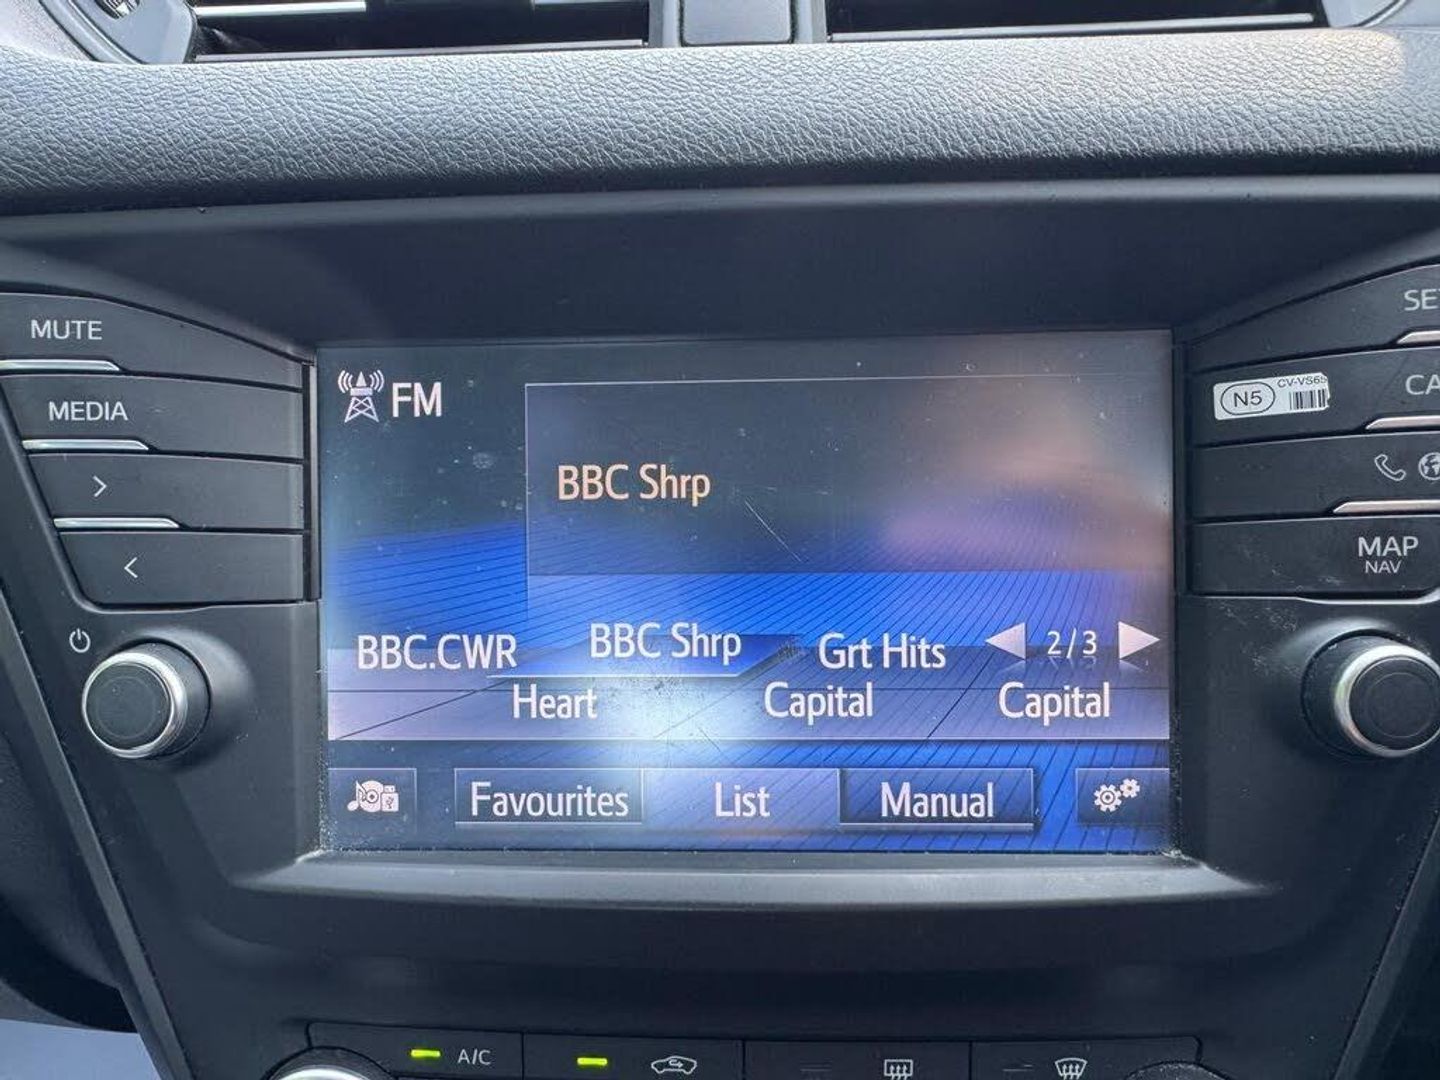 MUTE
MEDIA
FM
BBC Shrp
BBC.CWR
BBC Shrp
Grt Hits
2/3
Heart
Capital
Capital
Favourites
List
Manual
N5
MAP
NAV
A/C